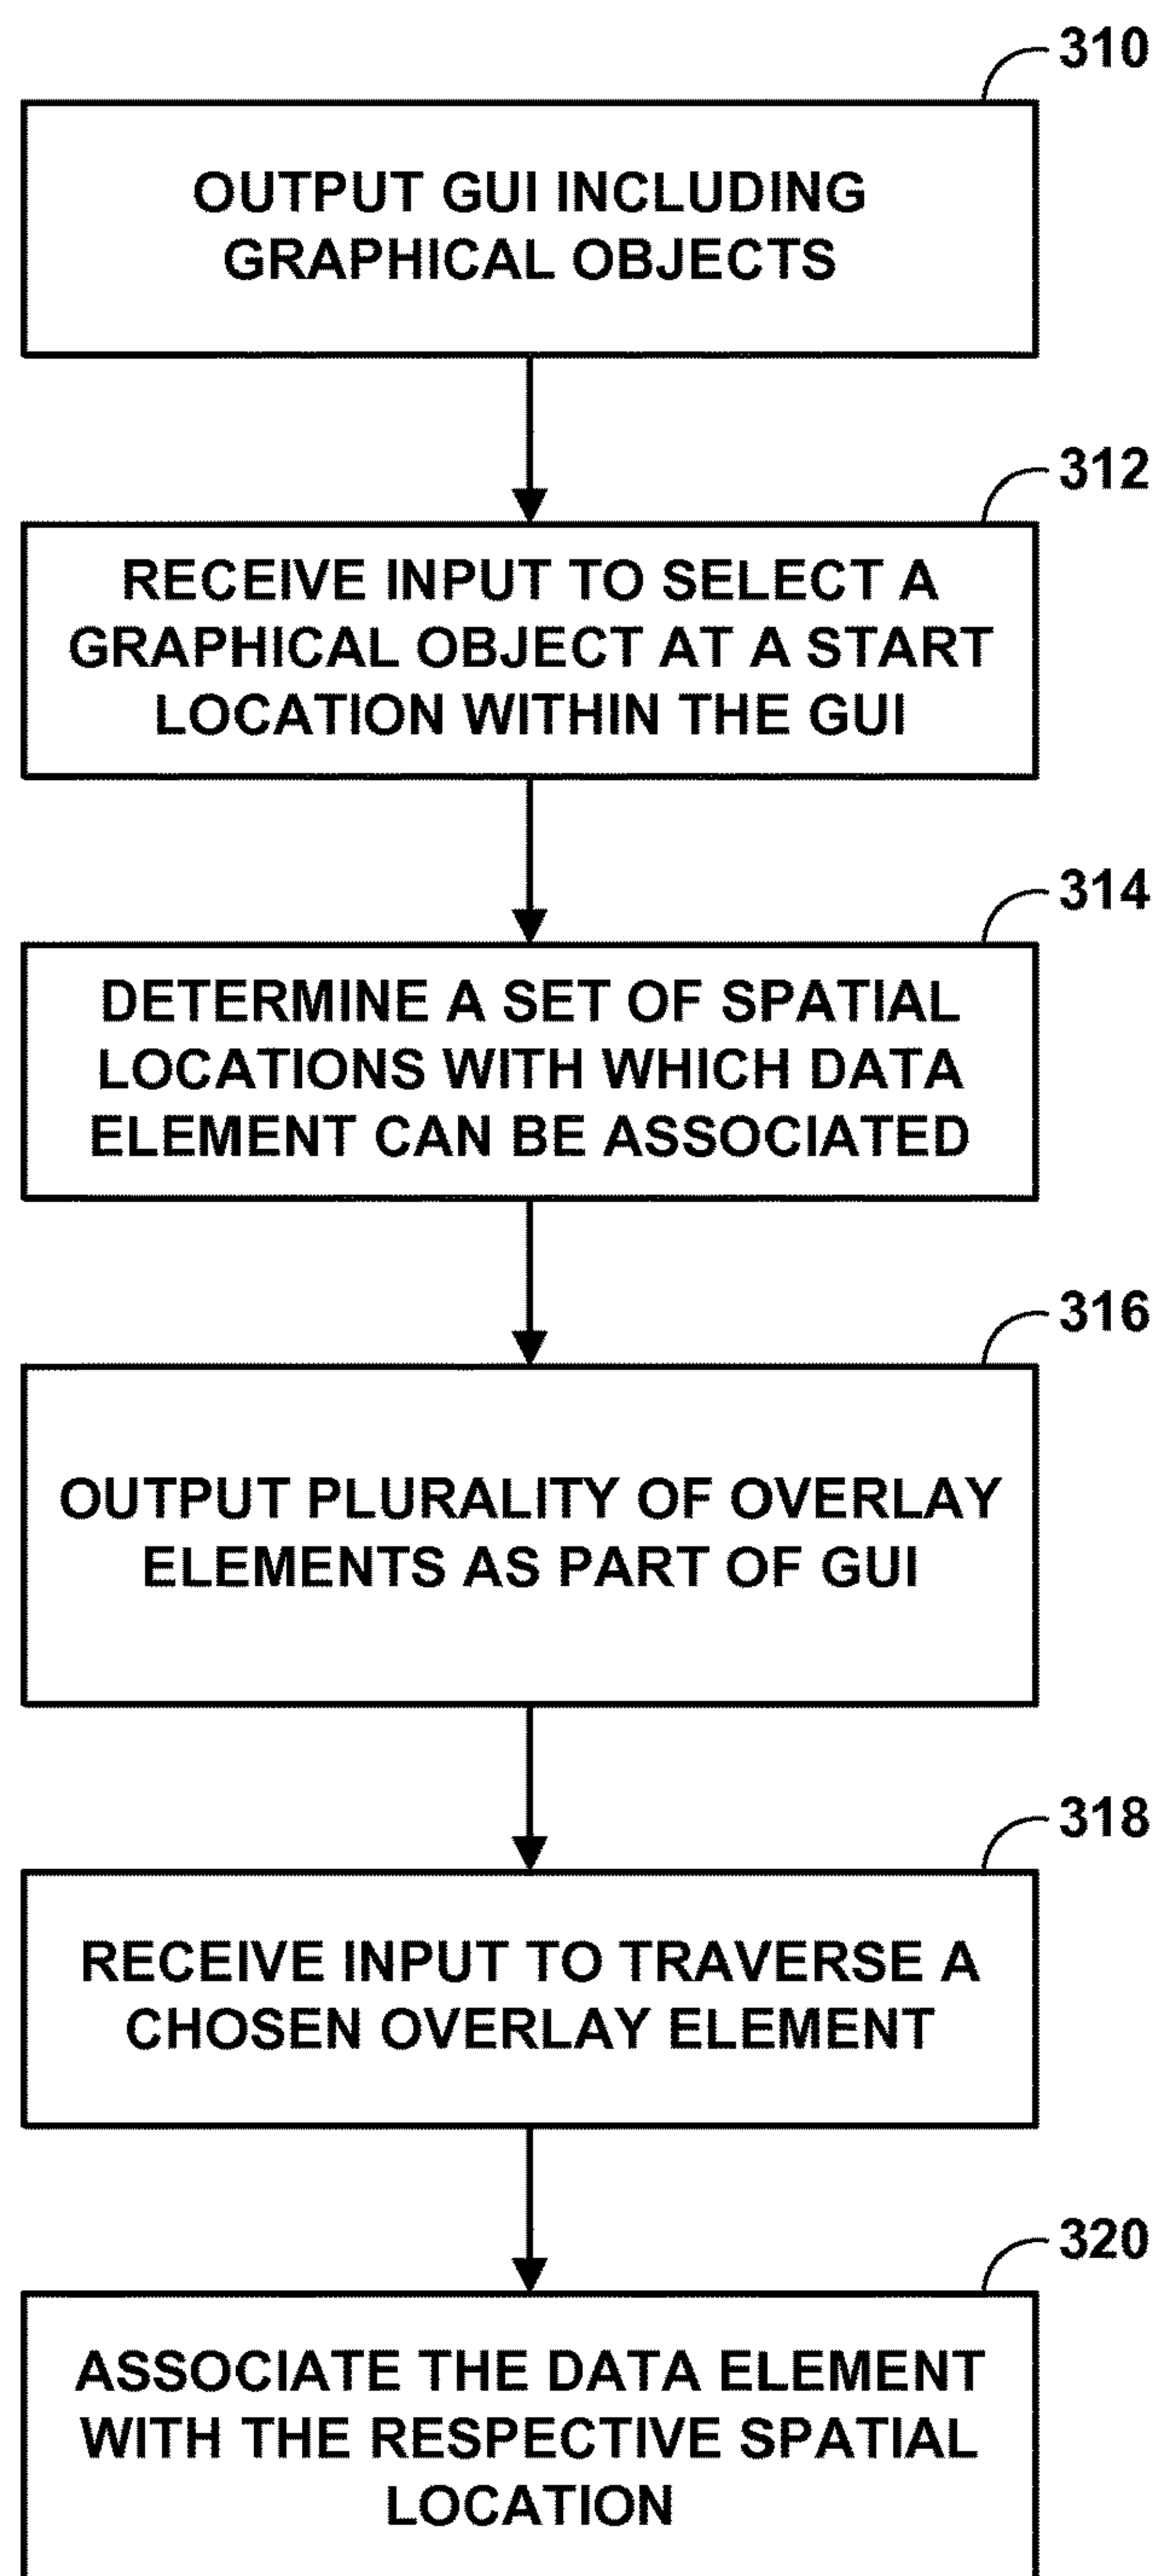 310
OUTPUT GUI INCLUDING
GRAPHICAL OBJECTS
312
RECEIVE INPUT TO SELECT A
GRAPHICAL OBJECT AT A START
LOCATION WITHIN THE GUI
314
DETERMINE A SET OF SPATIAL
LOCATIONS WITH WHICH DATA
ELEMENT CAN BE ASSOCIATED
316
OUTPUT PLURALITY OF OVERLAY
ELEMENTS AS PART OF GUI
318
RECEIVE INPUT TO TRAVERSE A
CHOSEN OVERLAY ELEMENT
320
ASSOCIATE THE DATA ELEMENT
WITH THE RESPECTIVE SPATIAL
LOCATION